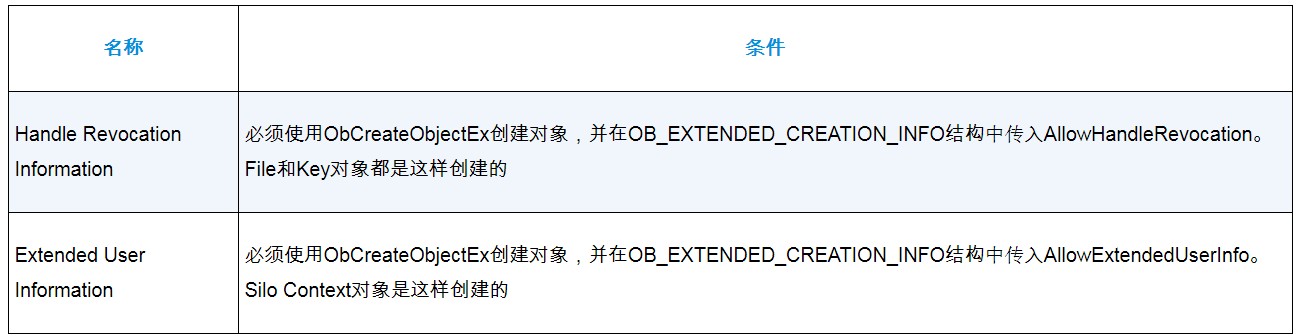 名称
条件
Handle Revocation
Information
必须使用ObCreateObjectEx创建对象，并在OB_EXTENDED_CREATION_INFO结构中传入AllowHandleRevocation。
File和Key对象都是这样创建的
Extended User
Information
必须使用ObCreateObjectEx创建对象，并在OB_EXTENDED_CREATION_INFO结构中传入AllowExtendedUserInfo。
Silo Context对象是这样创建的